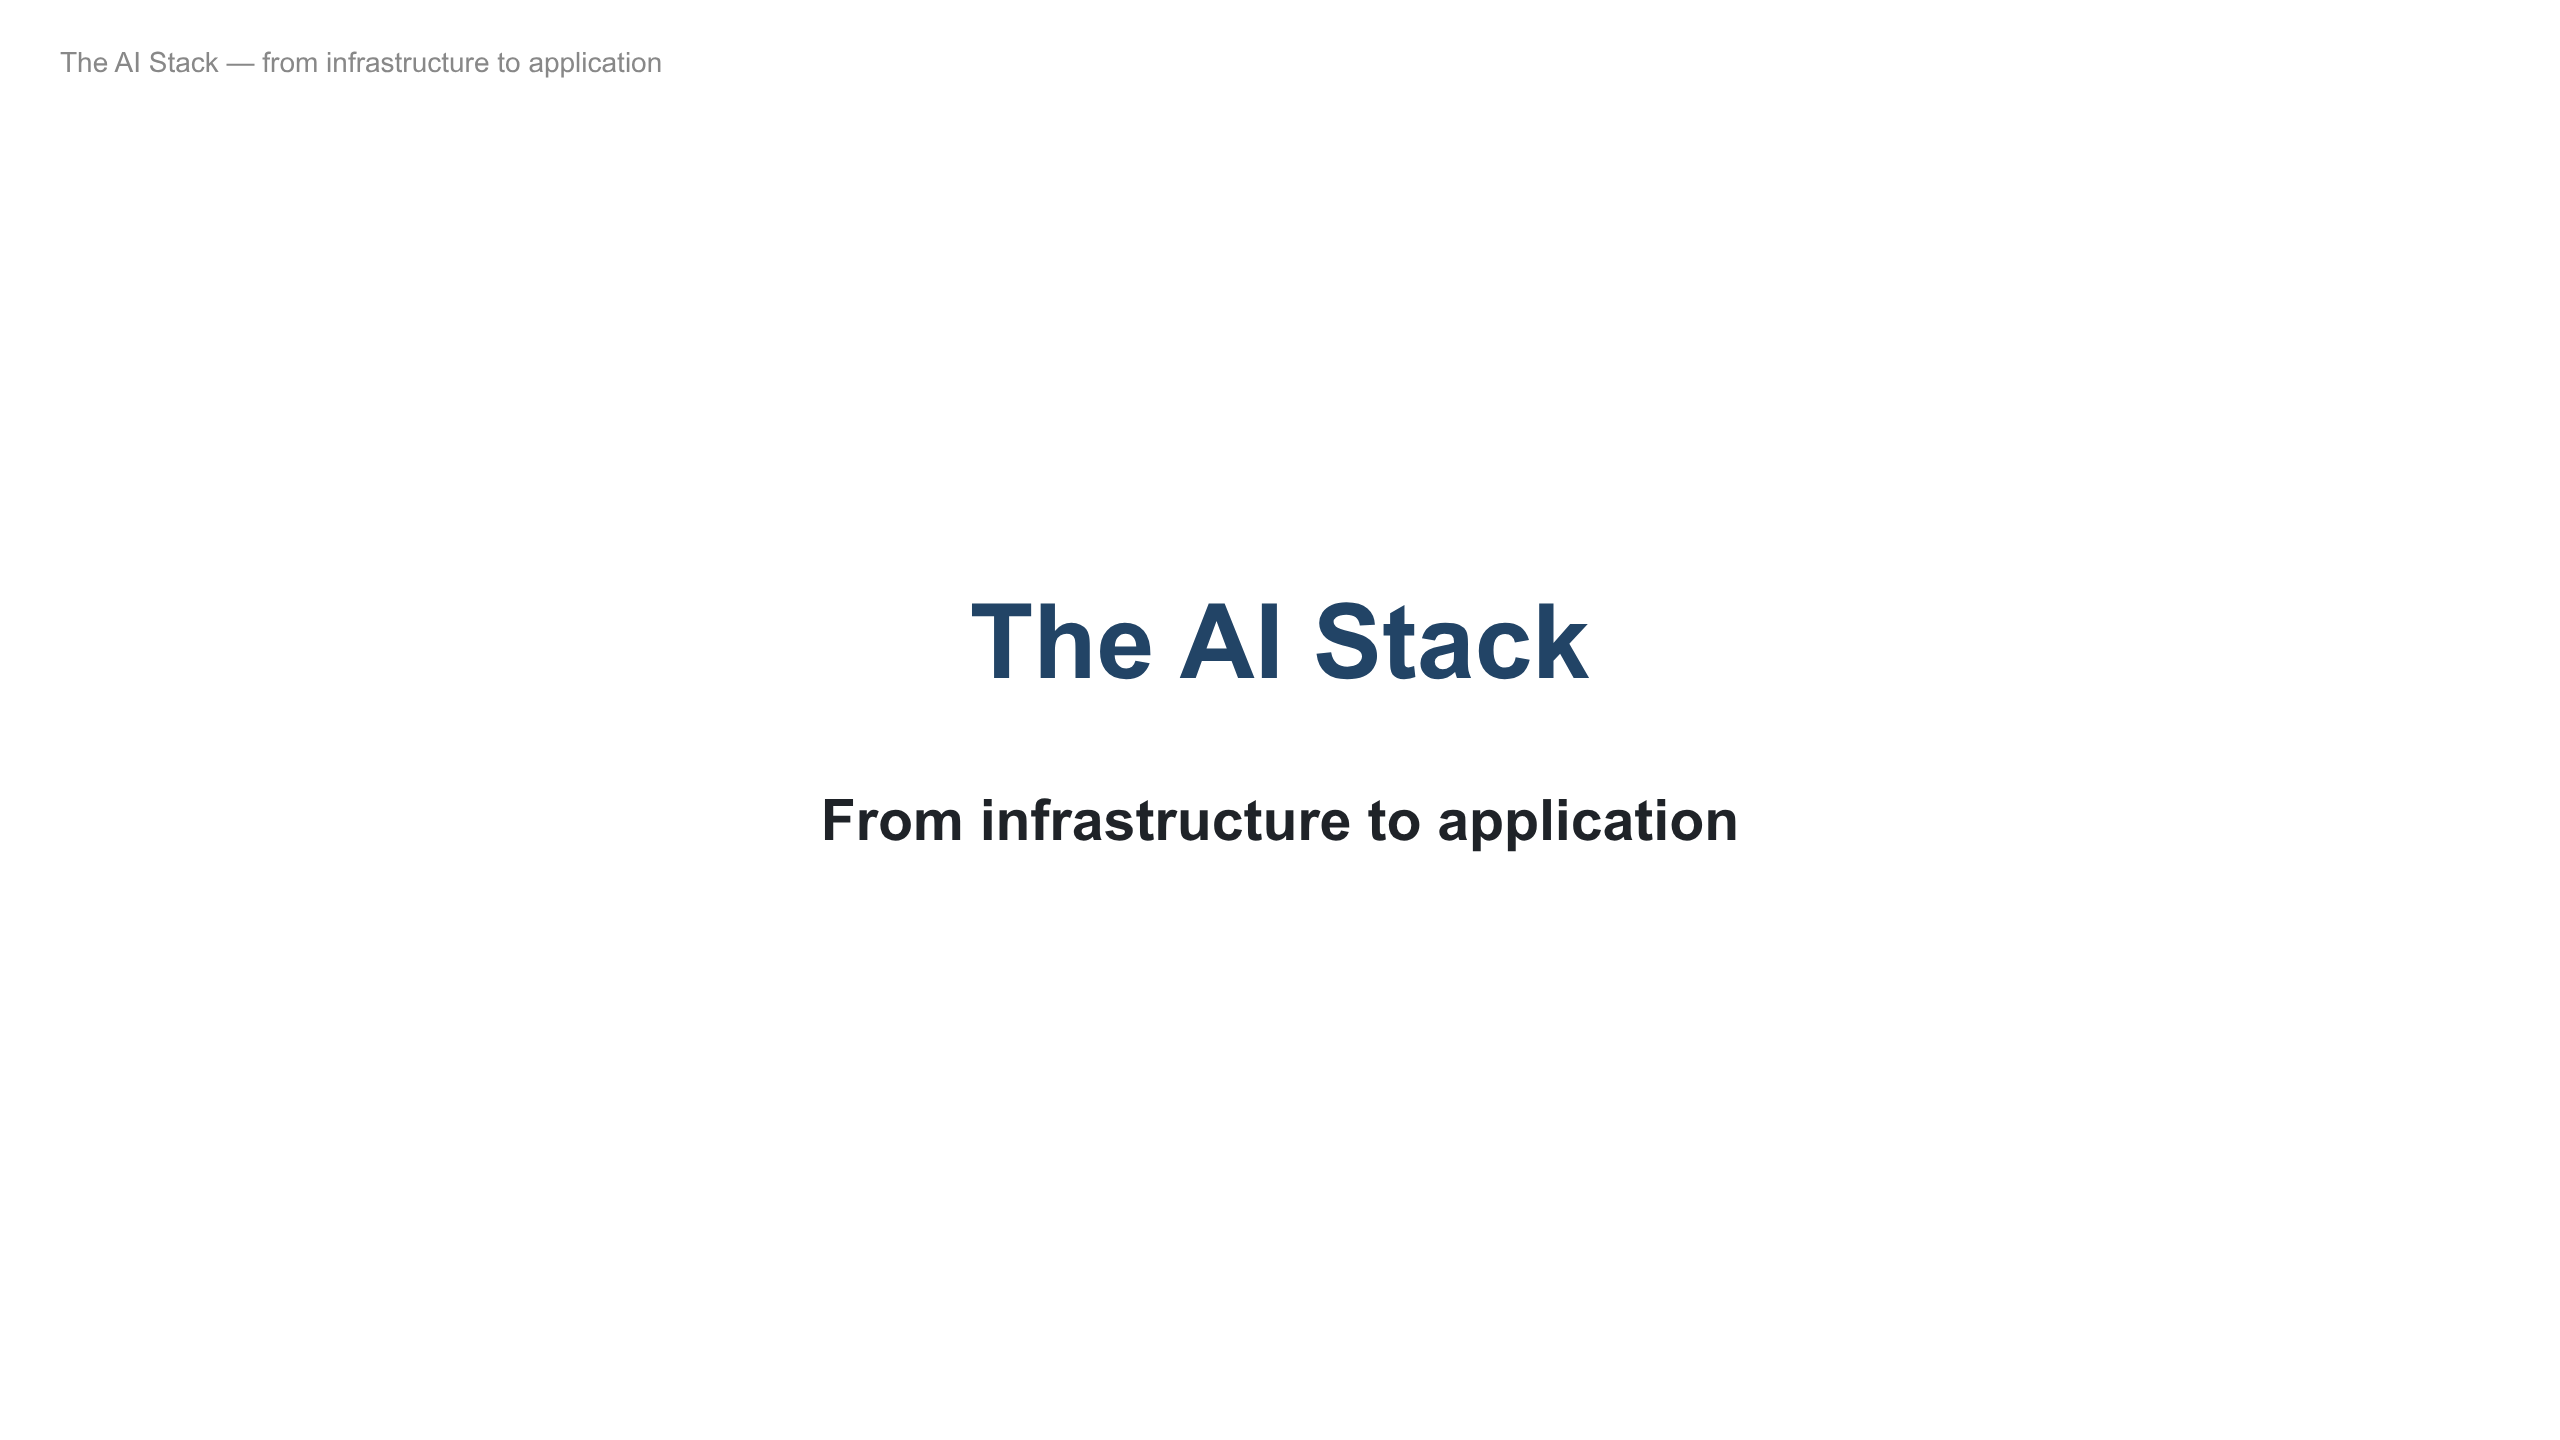 The AI Stack — from infrastructure to application
The AI Stack
From infrastructure to application